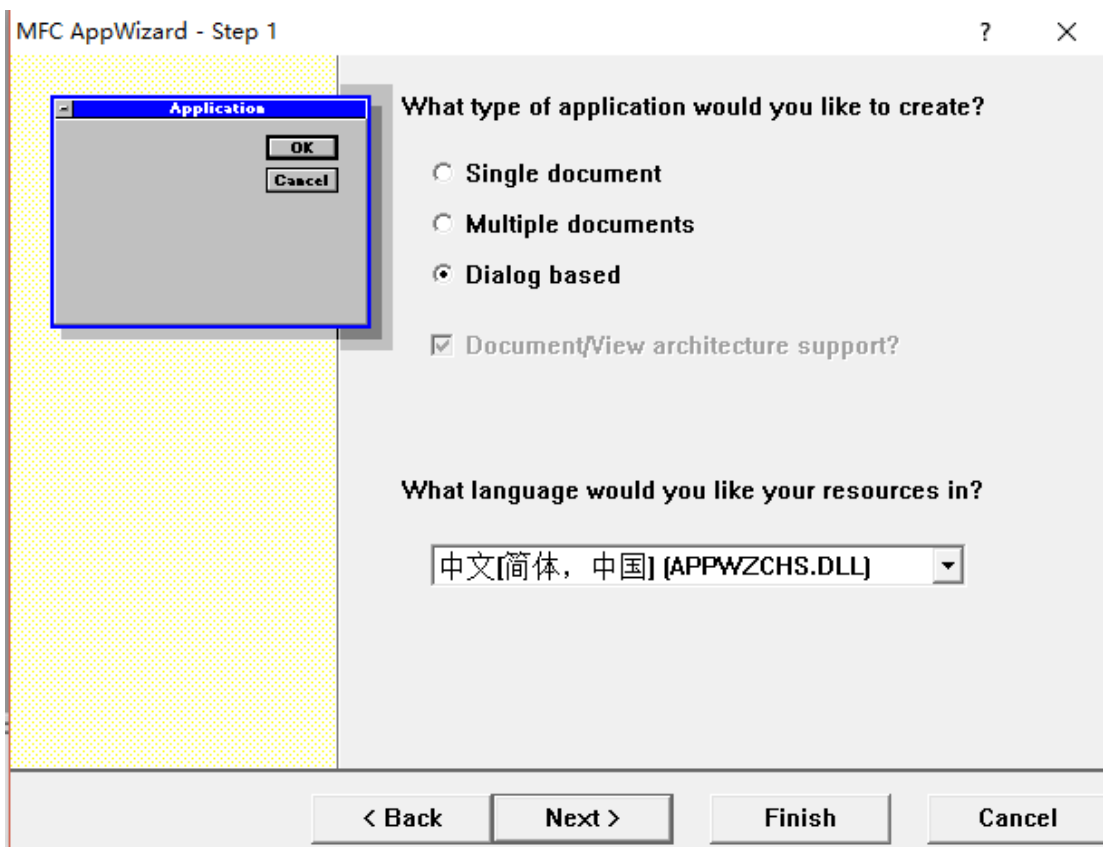 MFC AppWizard - Step 1
?
Application
OK
Cancel
What type of application would you like to create?
Single document
Multiple documents
Dialog based
Document/View architecture support?
What language would you like your resources in?
中文[简体，中国] (APPWZCHS.DLL)
< Back
Next >
Finish
Cancel